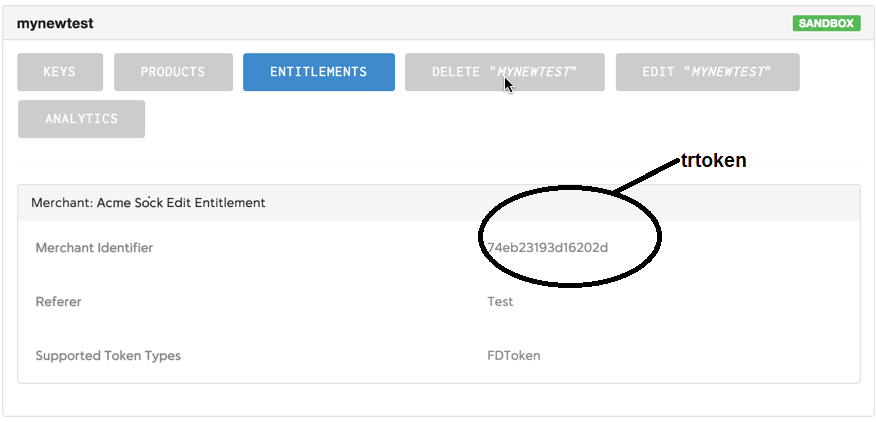 mynewtest SANDBOX
KEYS PRODUCTS ENTITLEMENTS DELETE "MYNEWTEST" EDIT "MYNEWTEST"
ANALYTICS
trtoken
Merchant: Acme Sock Edit Entitlement
Merchant Identifier 74eb23193d16202d
Referer Test
Supported Token Types FDToken